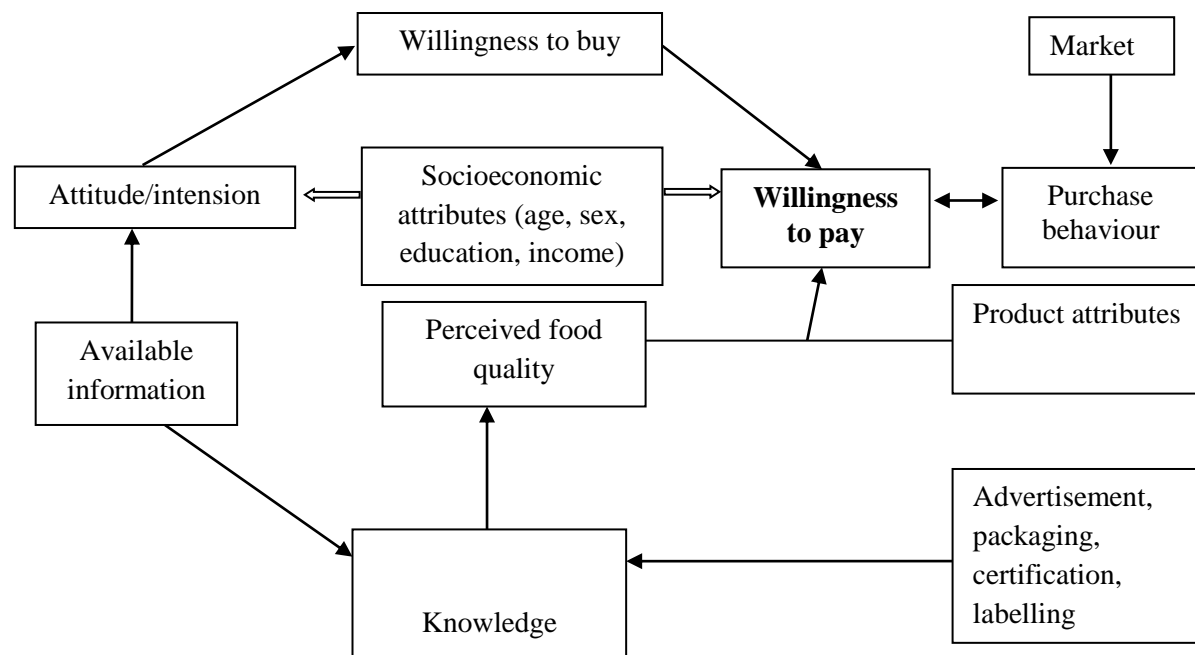 Willingness to buy
Market
Attitude/intension
Socioeconomic
attributes (age, sex,
education, income)
Willingness
to pay
Purchase
behaviour
Available
information
Perceived food
quality
Product attributes
Knowledge
Advertisement,
packaging,
certification,
labelling